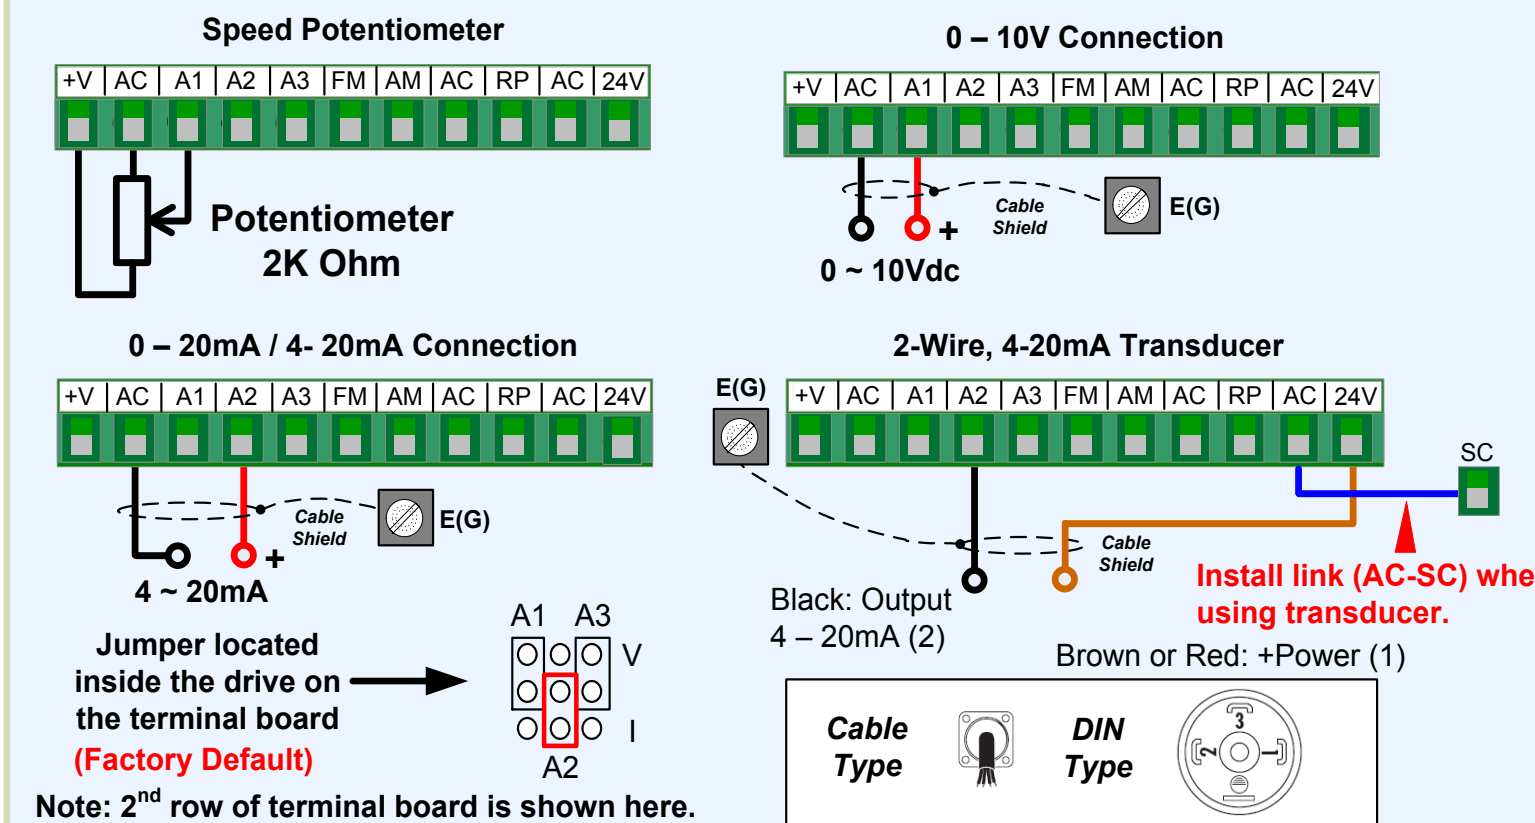 Speed Potentiometer
+V AC A1 A2 A3 FM AM AC RP AC 24V
Potentiometer
2K Ohm
0 – 10V Connection
+V AC A1 A2 A3 FM AM AC RP AC 24V
Cable
Shield
E(G)
+
0 ~ 10Vdc
0 – 20mA / 4- 20mA Connection
+V AC A1 A2 A3 FM AM AC RP AC 24V
Cable
Shield
E(G)
+
4 ~ 20mA
Jumper located
inside the drive on
the terminal board
(Factory Default)
A1 A3
V
I
A2
Note: 2nd row of terminal board is shown here.
2-Wire, 4-20mA Transducer
E(G)
+V AC A1 A2 A3 FM AM AC RP AC 24V
SC
Cable
Shield
Install link (AC-SC) whe
using transducer.
Black: Output
4 – 20mA (2)
Brown or Red: +Power (1)
Cable
Type
DIN
Type
3
2
1